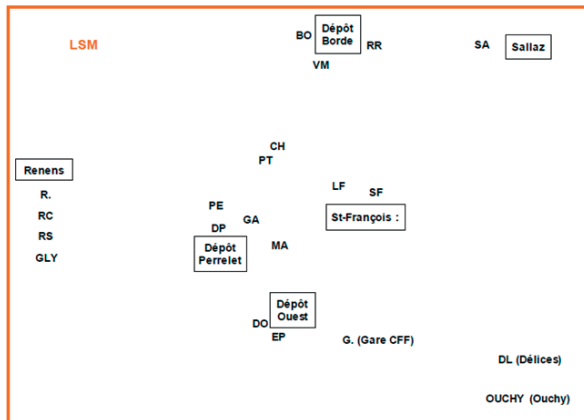 LSM
BO
Dépôt
Borde
RR
VM
SA
Sallaz
CH
PT
Renens
R.
RC
RS
GLY
LF
SF
St-François :
PE
GA
DP
Dépôt
Perrelet
MA
Dépôt
Ouest
DO
EP
G. (Gare CFF)
DL (Délices)
OUCHY (Ouchy)